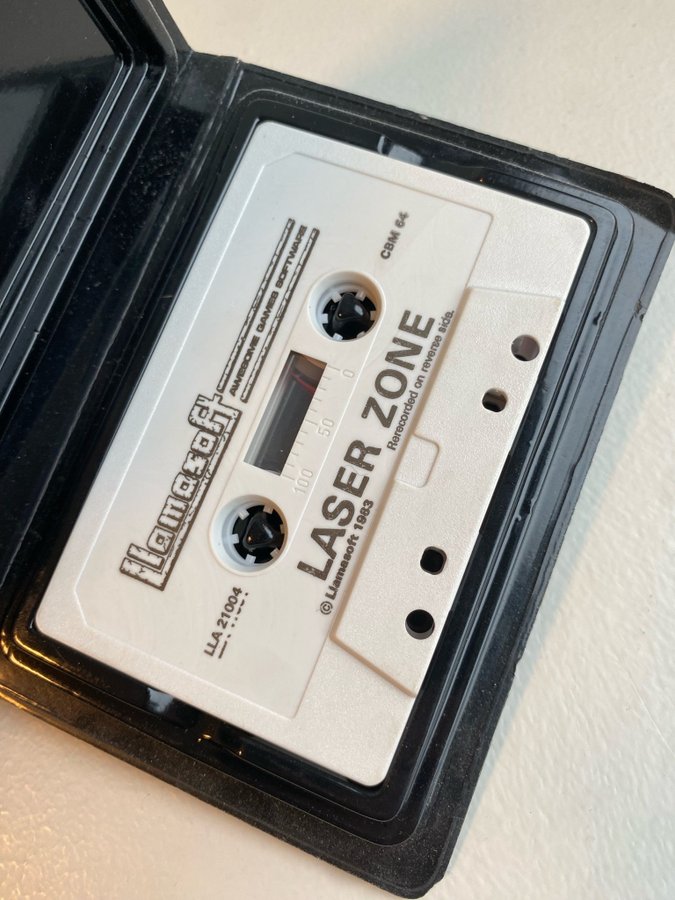 Llamasoft
AWESOME GAMES SOFTWARE
LLA 21004
CBM 64
100 50 0
LASER ZONE
© Llamasoft 1983 Rerecorded on reverse side.